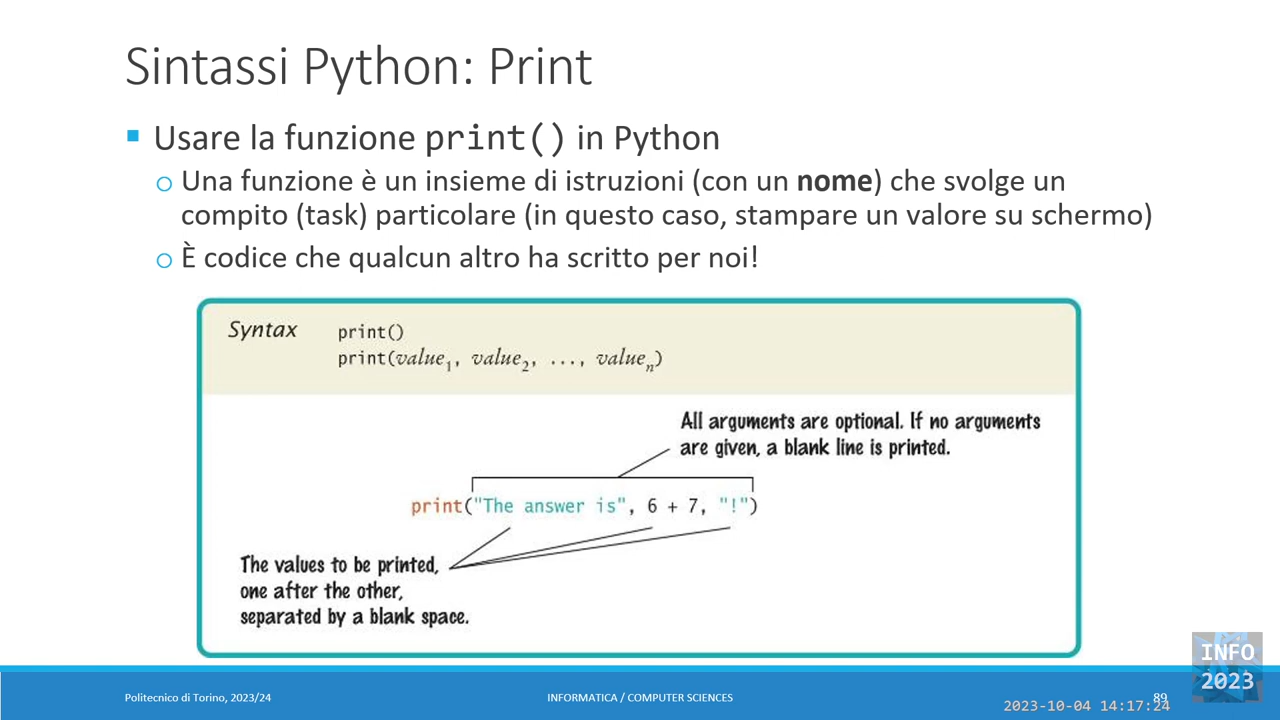 Sintassi Python: Print
Usare la funzione print() in Python
Una funzione è un insieme di istruzioni (con un nome) che svolge un
compito (task) particolare (in questo caso, stampare un valore su schermo)
È codice che qualcun altro ha scritto per noi!
Syntax
print()
print(value1, value2, ..., valuen)
All arguments are optional. If no arguments
are given, a blank line is printed.
print("The answer is", 6 + 7, "!")
The values to be printed,
one after the other,
separated by a blank space.
Politecnico di Torino, 2023/24
INFORMATICA / COMPUTER SCIENCES
89
INFO
2023
2023-10-04 14:17:24